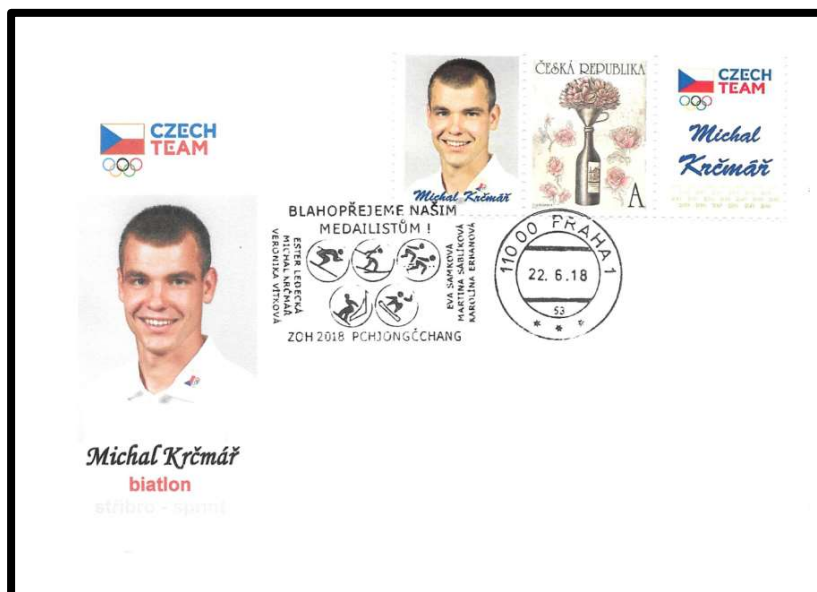 CZECH
TEAM
Michal Krčmář
ČESKÁ REPUBLIKA
A
CZECH
TEAM
Michal
Krčmář
BLAHOPŘEJEME NAŠIM
MEDAILISTŮM !
ESTER LEDECKÁ
MICHAL KRČMÁŘ
VERONIKA VÍTKOVÁ
EVA SAMKOVÁ
MARTINA SÁBLÍKOVÁ
KAROLÍNA ERBANOVÁ
ZOH 2018 PCHJONGČCHANG
110 00 PRAHA 1
22. 6. 18
53
Michal Krčmář
biatlon
stříbro - sprint